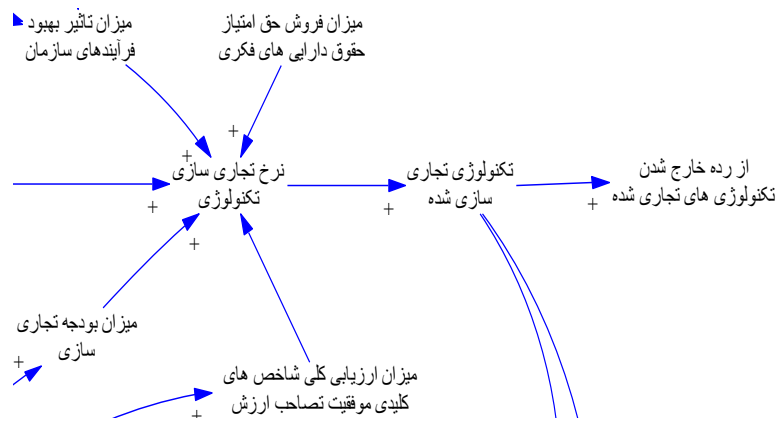 میزان تاثیر بهبود
فرآیندهای سازمان
میزان فروش حق امتیاز
حقوق دارایی های فکری
+
+
نرخ تجاری سازی
تکنولوژی
+
تکنولوژی تجاری
سازی شده
+
از رده خارج شدن
تکنولوژی های تجاری شده
+
+
میزان بودجه تجاری
سازی
+
میزان ارزیابی کلی شاخص های
کلیدی موفقیت تصاحب ارزش
+